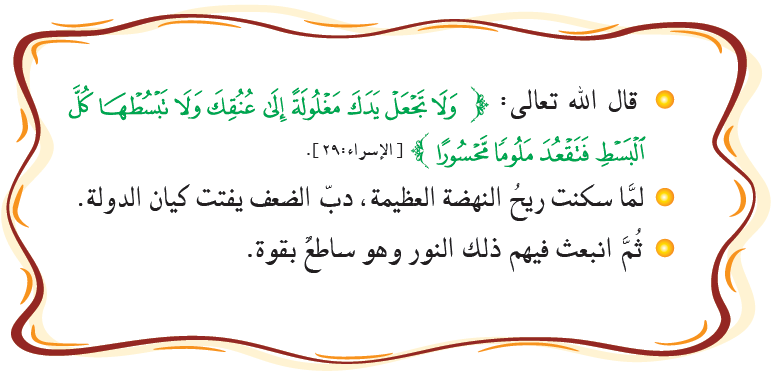 قال الله تعالى: ﴿ وَلَا تَجْعَلْ يَدَكَ مَغْلُولَةً إِلَىٰ عُنُقِكَ وَلَا تَبْسُطْهَا كُلَّ
ٱلْبَسْطِ فَتَقْعُدَ مَلُومًا مَّحْسُورًا ﴾ [الإسراء: ٢٩].
لمَّا سكنت ريحُ النهضة العظيمة، دبّ الضعف يفتت كيان الدولة.
ثُمَّ انبعث فيهم ذلك النور وهو ساطعٌ بقوة.